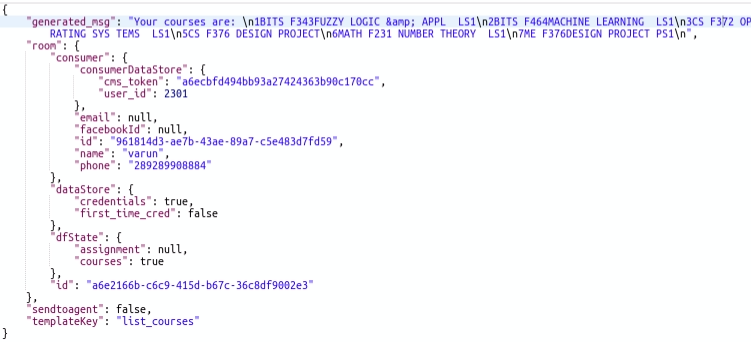 {
"generated_msg": "Your courses are: \n1BITS F343FUZZY LOGIC &amp; APPL  LS1\n2BITS F464MACHINE LEARNING  LS1\n3CS F372 OP
RATING SYS TEMS  LS1\n5CS F376 DESIGN PROJECT\n6MATH F231 NUMBER THEORY  LS1\n7ME F376DESIGN PROJECT PS1\n",
"room": {
"consumer": {
"consumerDataStore": {
"cms_token": "a6ecbfd494bb93a27424363b90c170cc",
"user_id": 2301
},
"email": null,
"facebookId": null,
"id": "961814d3-ae7b-43ae-89a7-c5e483d7fd59",
"name": "varun",
"phone": "289289908884"
},
"dataStore": {
"credentials": true,
"first_time_cred": false
},
"dfState": {
"assignment": null,
"courses": true
},
"id": "a6e2166b-c6c9-415d-b67c-36c8df9002e3"
},
"sendtoagent": false,
"templateKey": "list_courses"
}